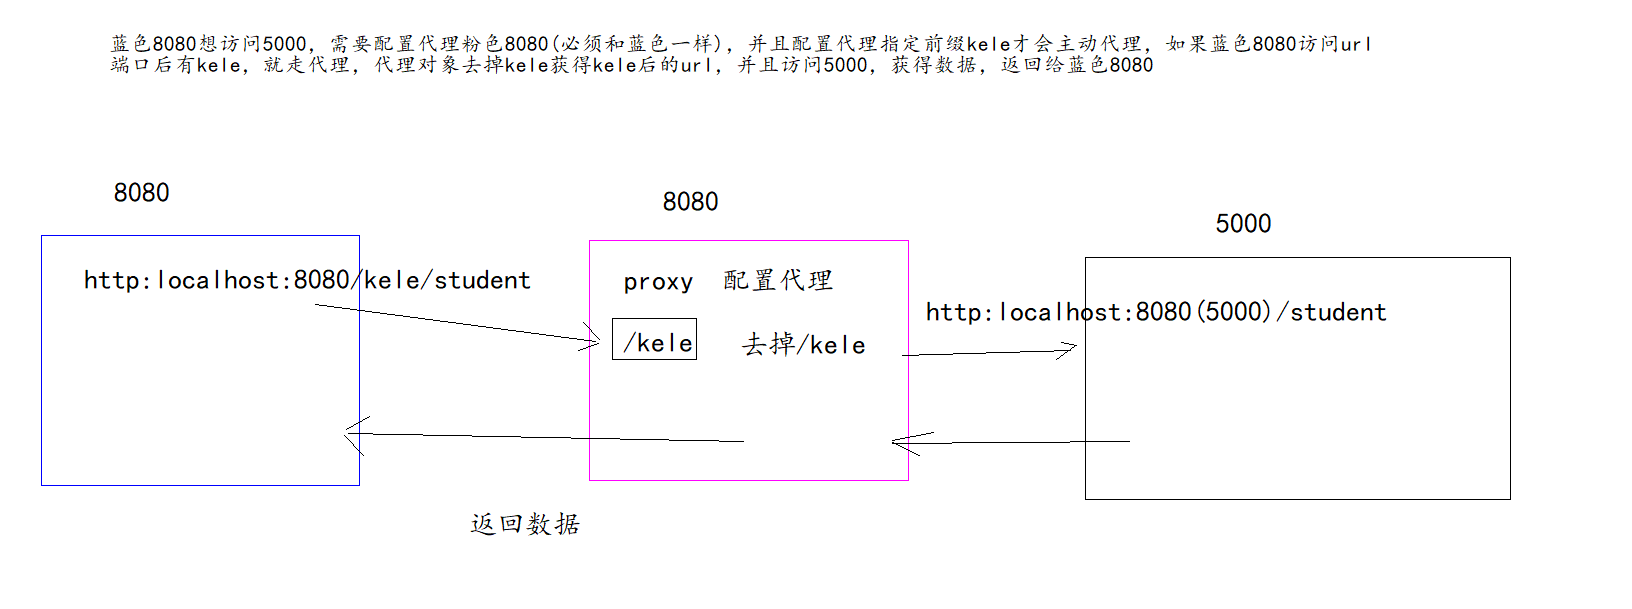 蓝色8080想访问5000，需要配置代理粉色8080(必须和蓝色一样)，并且配置代理指定前缀kele才会主动代理，如果蓝色8080访问url
端口后有kele，就走代理，代理对象去掉kele获得kele后的url，并且访问5000，获得数据，返回给蓝色8080
8080
8080
5000
http:localhost:8080/kele/student
proxy 配置代理
http:localhost:8080(5000)/student
/kele 去掉/kele
返回数据